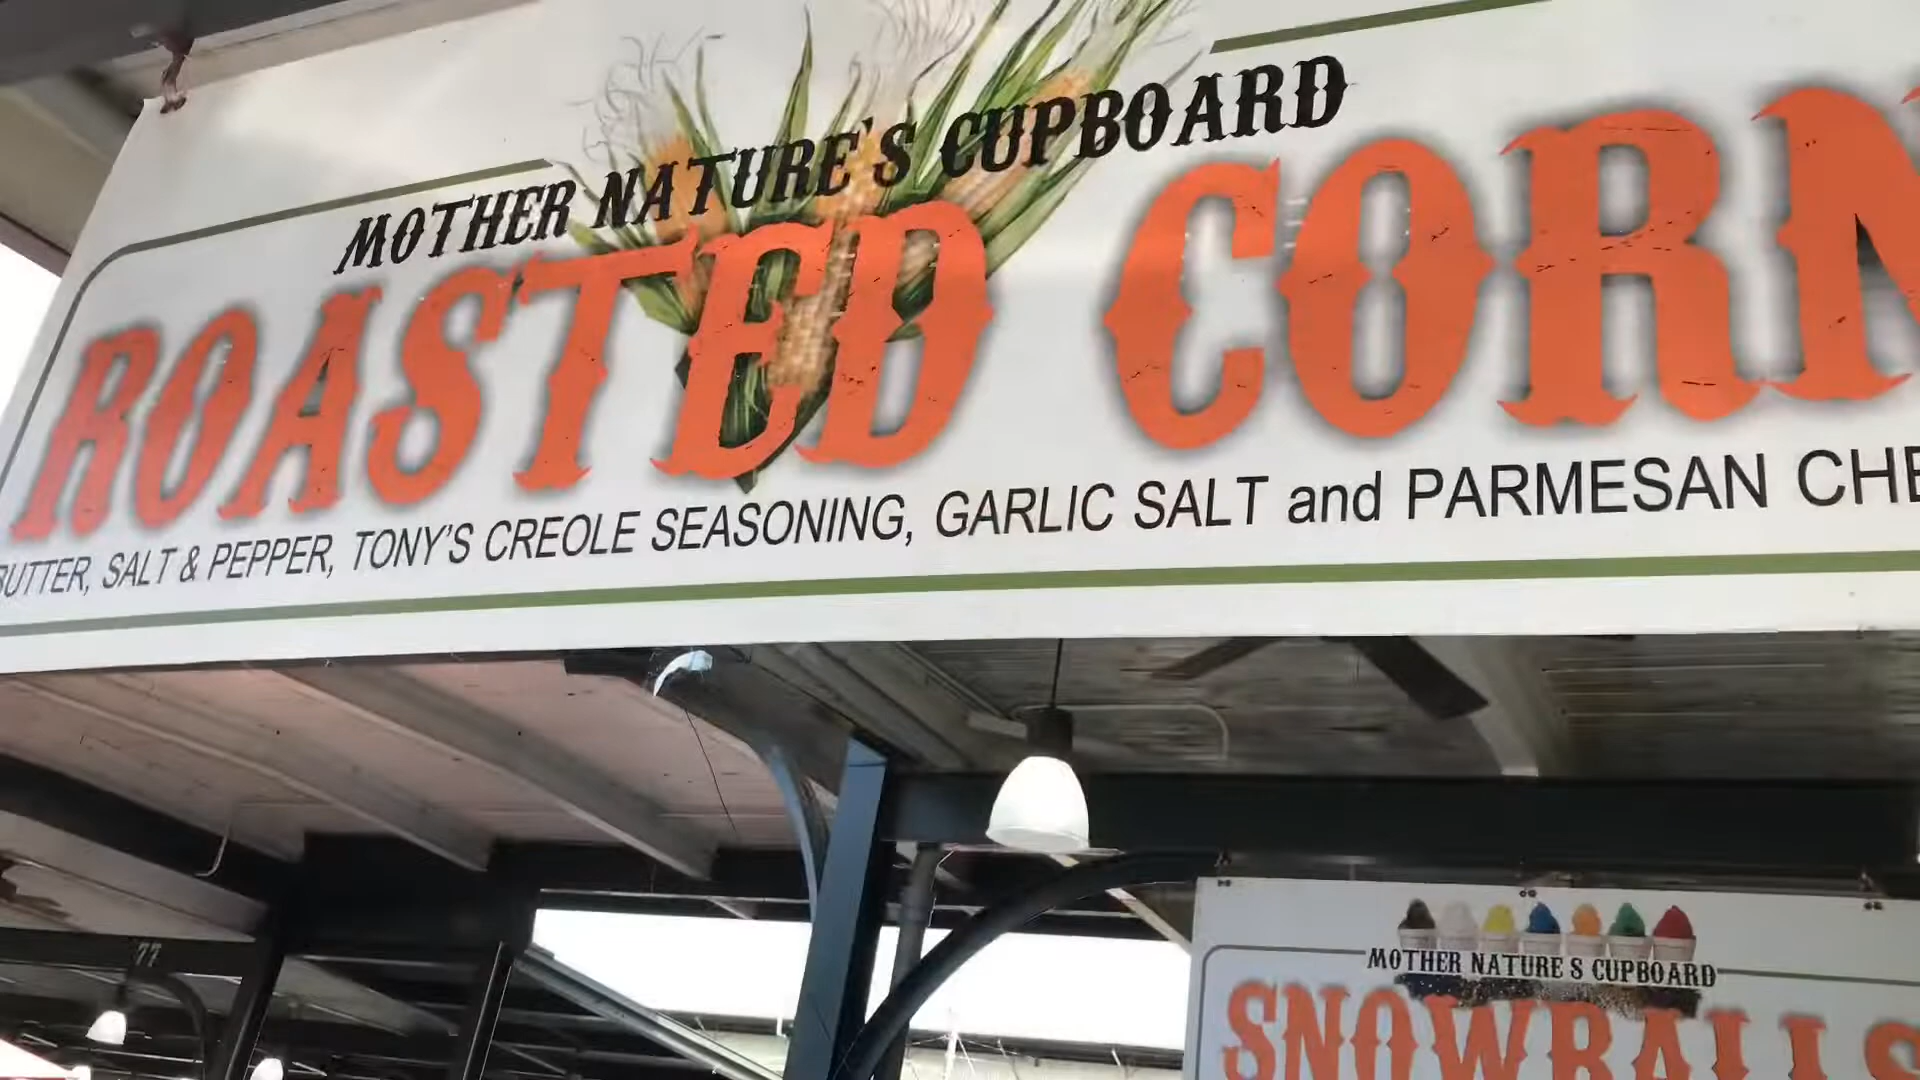 MOTHER NATURE'S CUPBOARD
ROASTED CORN
BUTTER, SALT & PEPPER, TONY'S CREOLE SEASONING, GARLIC SALT and PARMESAN CHE
77
MOTHER NATURE'S CUPBOARD
SNOWBALLS